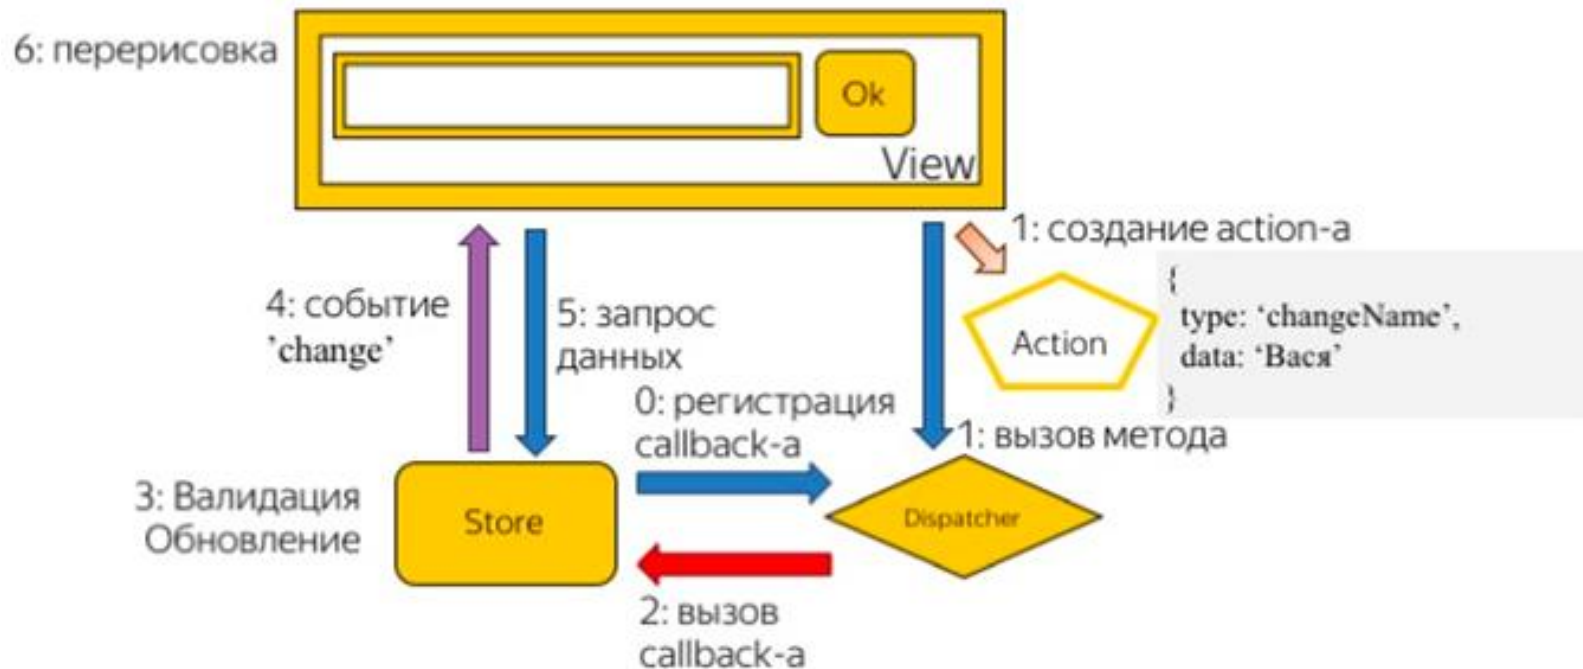 6: перерисовка
Ok
View
1: создание action-а
{
type: ‘changeName’,
data: ‘Вася’
}
Action
4: событие
’change’
5: запрос
данных
0: регистрация
callback-а
1: вызов метода
3: Валидация
Обновление
Store
Dispatcher
2: вызов
callback-а